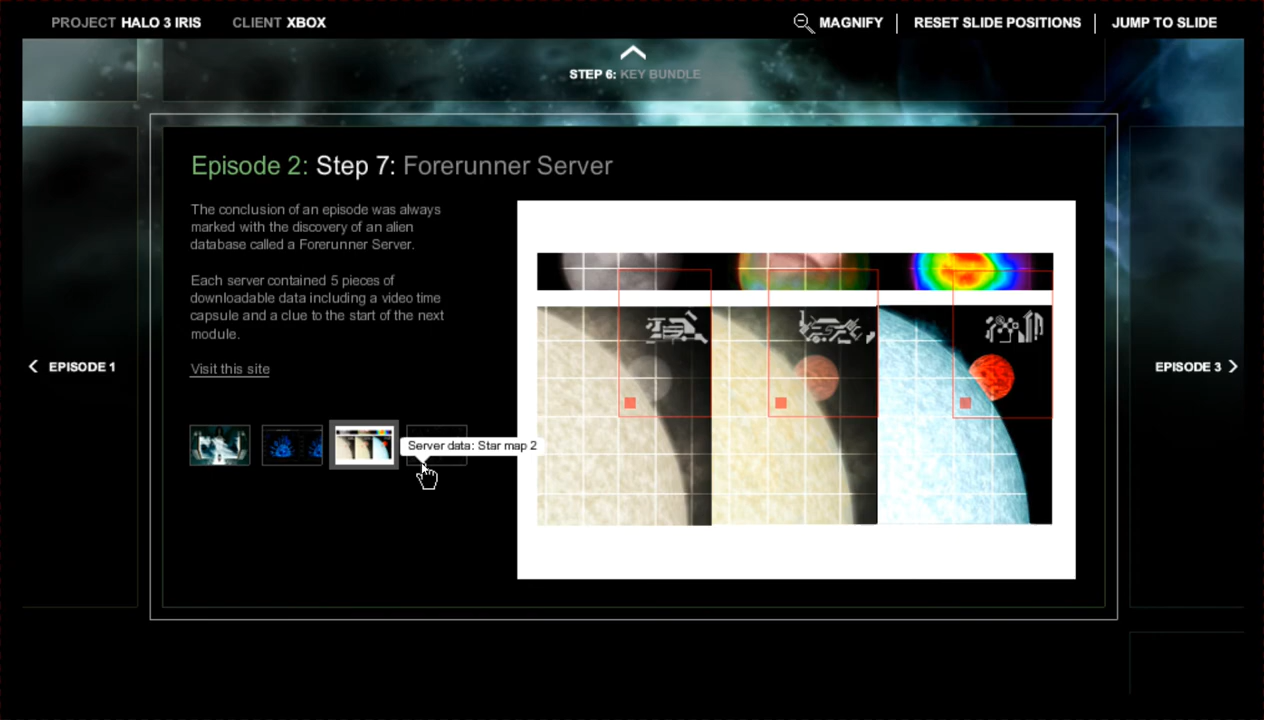 PROJECT HALO 3 IRIS CLIENT XBOX
MAGNIFY RESET SLIDE POSITIONS JUMP TO SLIDE
STEP 6: KEY BUNDLE
Episode 2: Step 7: Forerunner Server
The conclusion of an episode was always
marked with the discovery of an alien
database called a Forerunner Server.
Each server contained 5 pieces of
downloadable data including a video time
capsule and a clue to the start of the next
module.
Visit this site
EPISODE 1
EPISODE 3
Server data: Star map 2